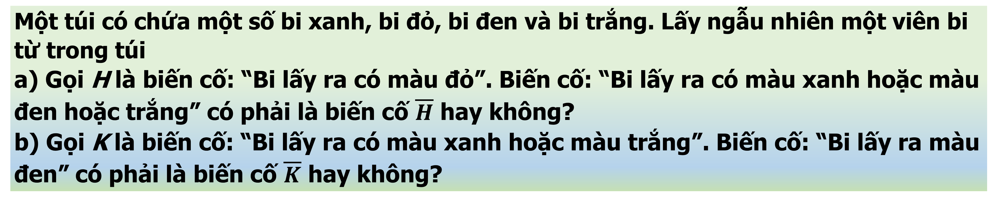 Một túi có chứa một số bi xanh, bi đỏ, bi đen và bi trắng. Lấy ngẫu nhiên một viên bi
từ trong túi
a) Gọi H là biến cố: “Bi lấy ra có màu đỏ”. Biến cố: “Bi lấy ra có màu xanh hoặc màu
đen hoặc trắng” có phải là biến cố H̅ hay không?
b) Gọi K là biến cố: “Bi lấy ra có màu xanh hoặc màu trắng”. Biến cố: “Bi lấy ra màu
đen” có phải là biến cố K̅ hay không?